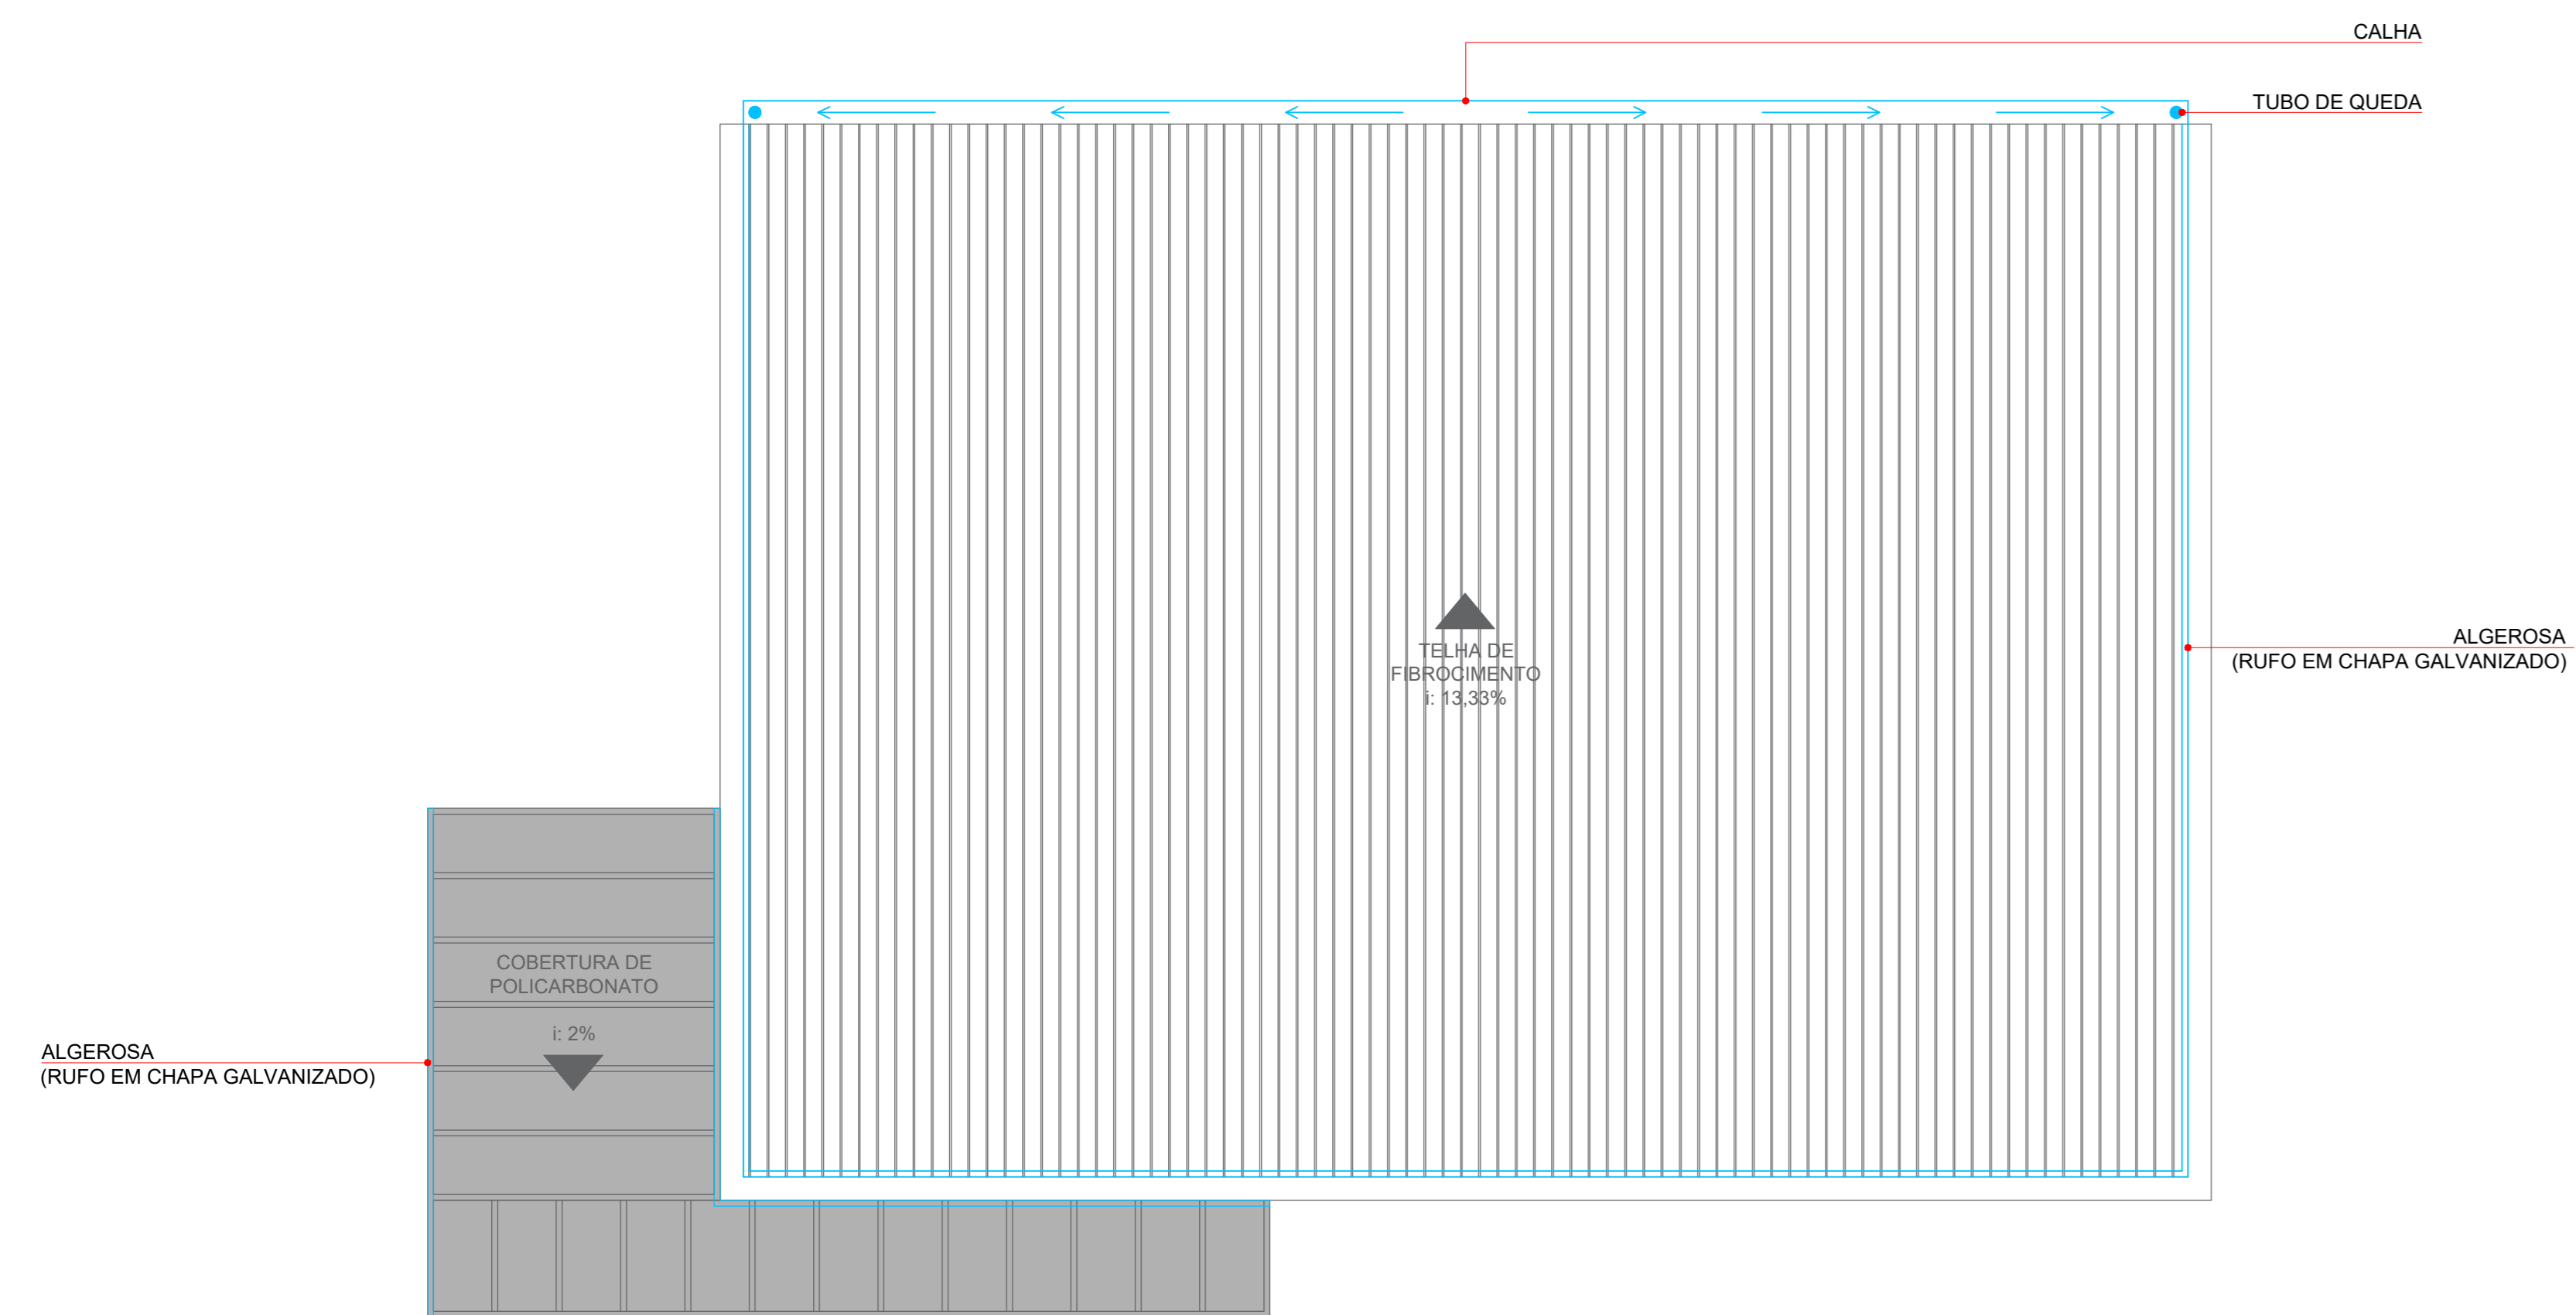 CALHA
TUBO DE QUEDA
TELHA DE
FIBROCIMENTO
i: 13,33%
ALGEROSA
(RUFO EM CHAPA GALVANIZADO)
COBERTURA DE
POLICARBONATO
i: 2%
ALGEROSA
(RUFO EM CHAPA GALVANIZADO)